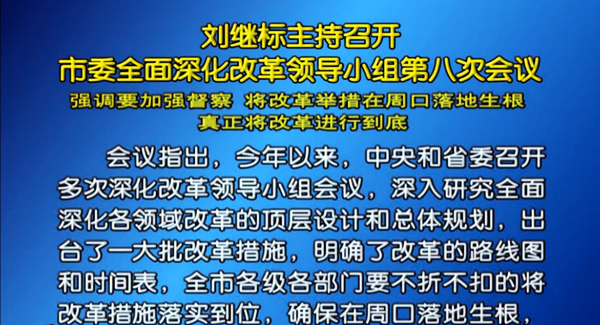 刘继标主持召开
市委全面深化改革领导小组第八次会议
强调要加强督察 将改革举措在周口落地生根
真正将改革进行到底
会议指出，今年以来，中央和省委召开
多次深化改革领导小组会议，深入研究全面
深化各领域改革的顶层设计和总体规划，出
台了一大批改革措施，明确了改革的路线图
和时间表，全市各级各部门要不折不扣的将
改革措施落实到位，确保在周口落地生根，